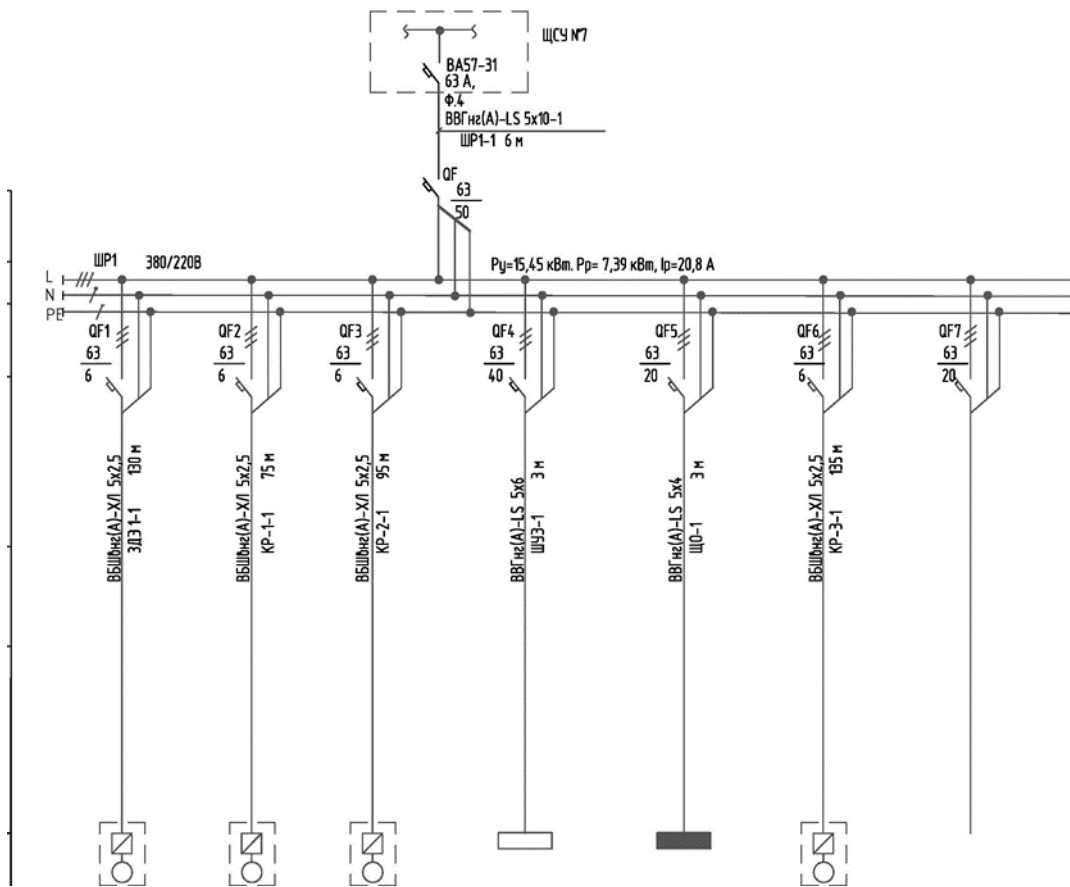 ЩСУ №7
ВА57-31
63 А,
Ф.4
ВВГнг(А)-LS 5х10-1
ШР1-1 6 м
QF
63
50
ШР1
380/220В
Ру=15,45 кВт. Рр= 7,39 кВт, Iр=20,8 А
L
N
PE
QF1
63
6
QF2
63
6
QF3
63
6
QF4
63
40
QF5
63
20
QF6
63
6
QF7
63
20
ВБШвнг(А)-ХЛ 5х2,5
130 м
ЗДЭ 1-1
ВБШвнг(А)-ХЛ 5х2,5
75 м
КР-1-1
ВБШвнг(А)-ХЛ 5х2,5
95 м
КР-2-1
ВВГнг(А)-LS 5х6
3 м
ШУЗ-1
ВВГнг(А)-LS 5х4
3 м
ЩО-1
ВБШвнг(А)-ХЛ 5х2,5
135 м
КР-3-1